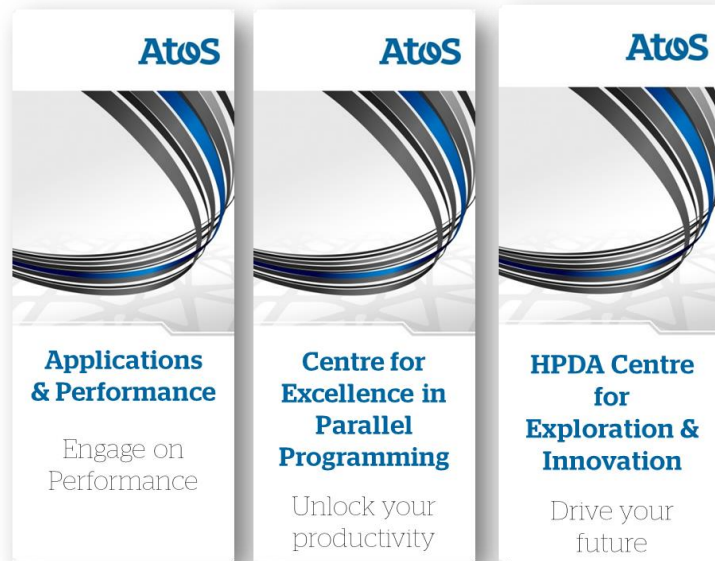 Atos
Applications
& Performance
Engage on
Performance
Atos
Centre for
Excellence in
Parallel
Programming
Unlock your
productivity
Atos
HPDA Centre
for
Exploration &
Innovation
Drive your
future